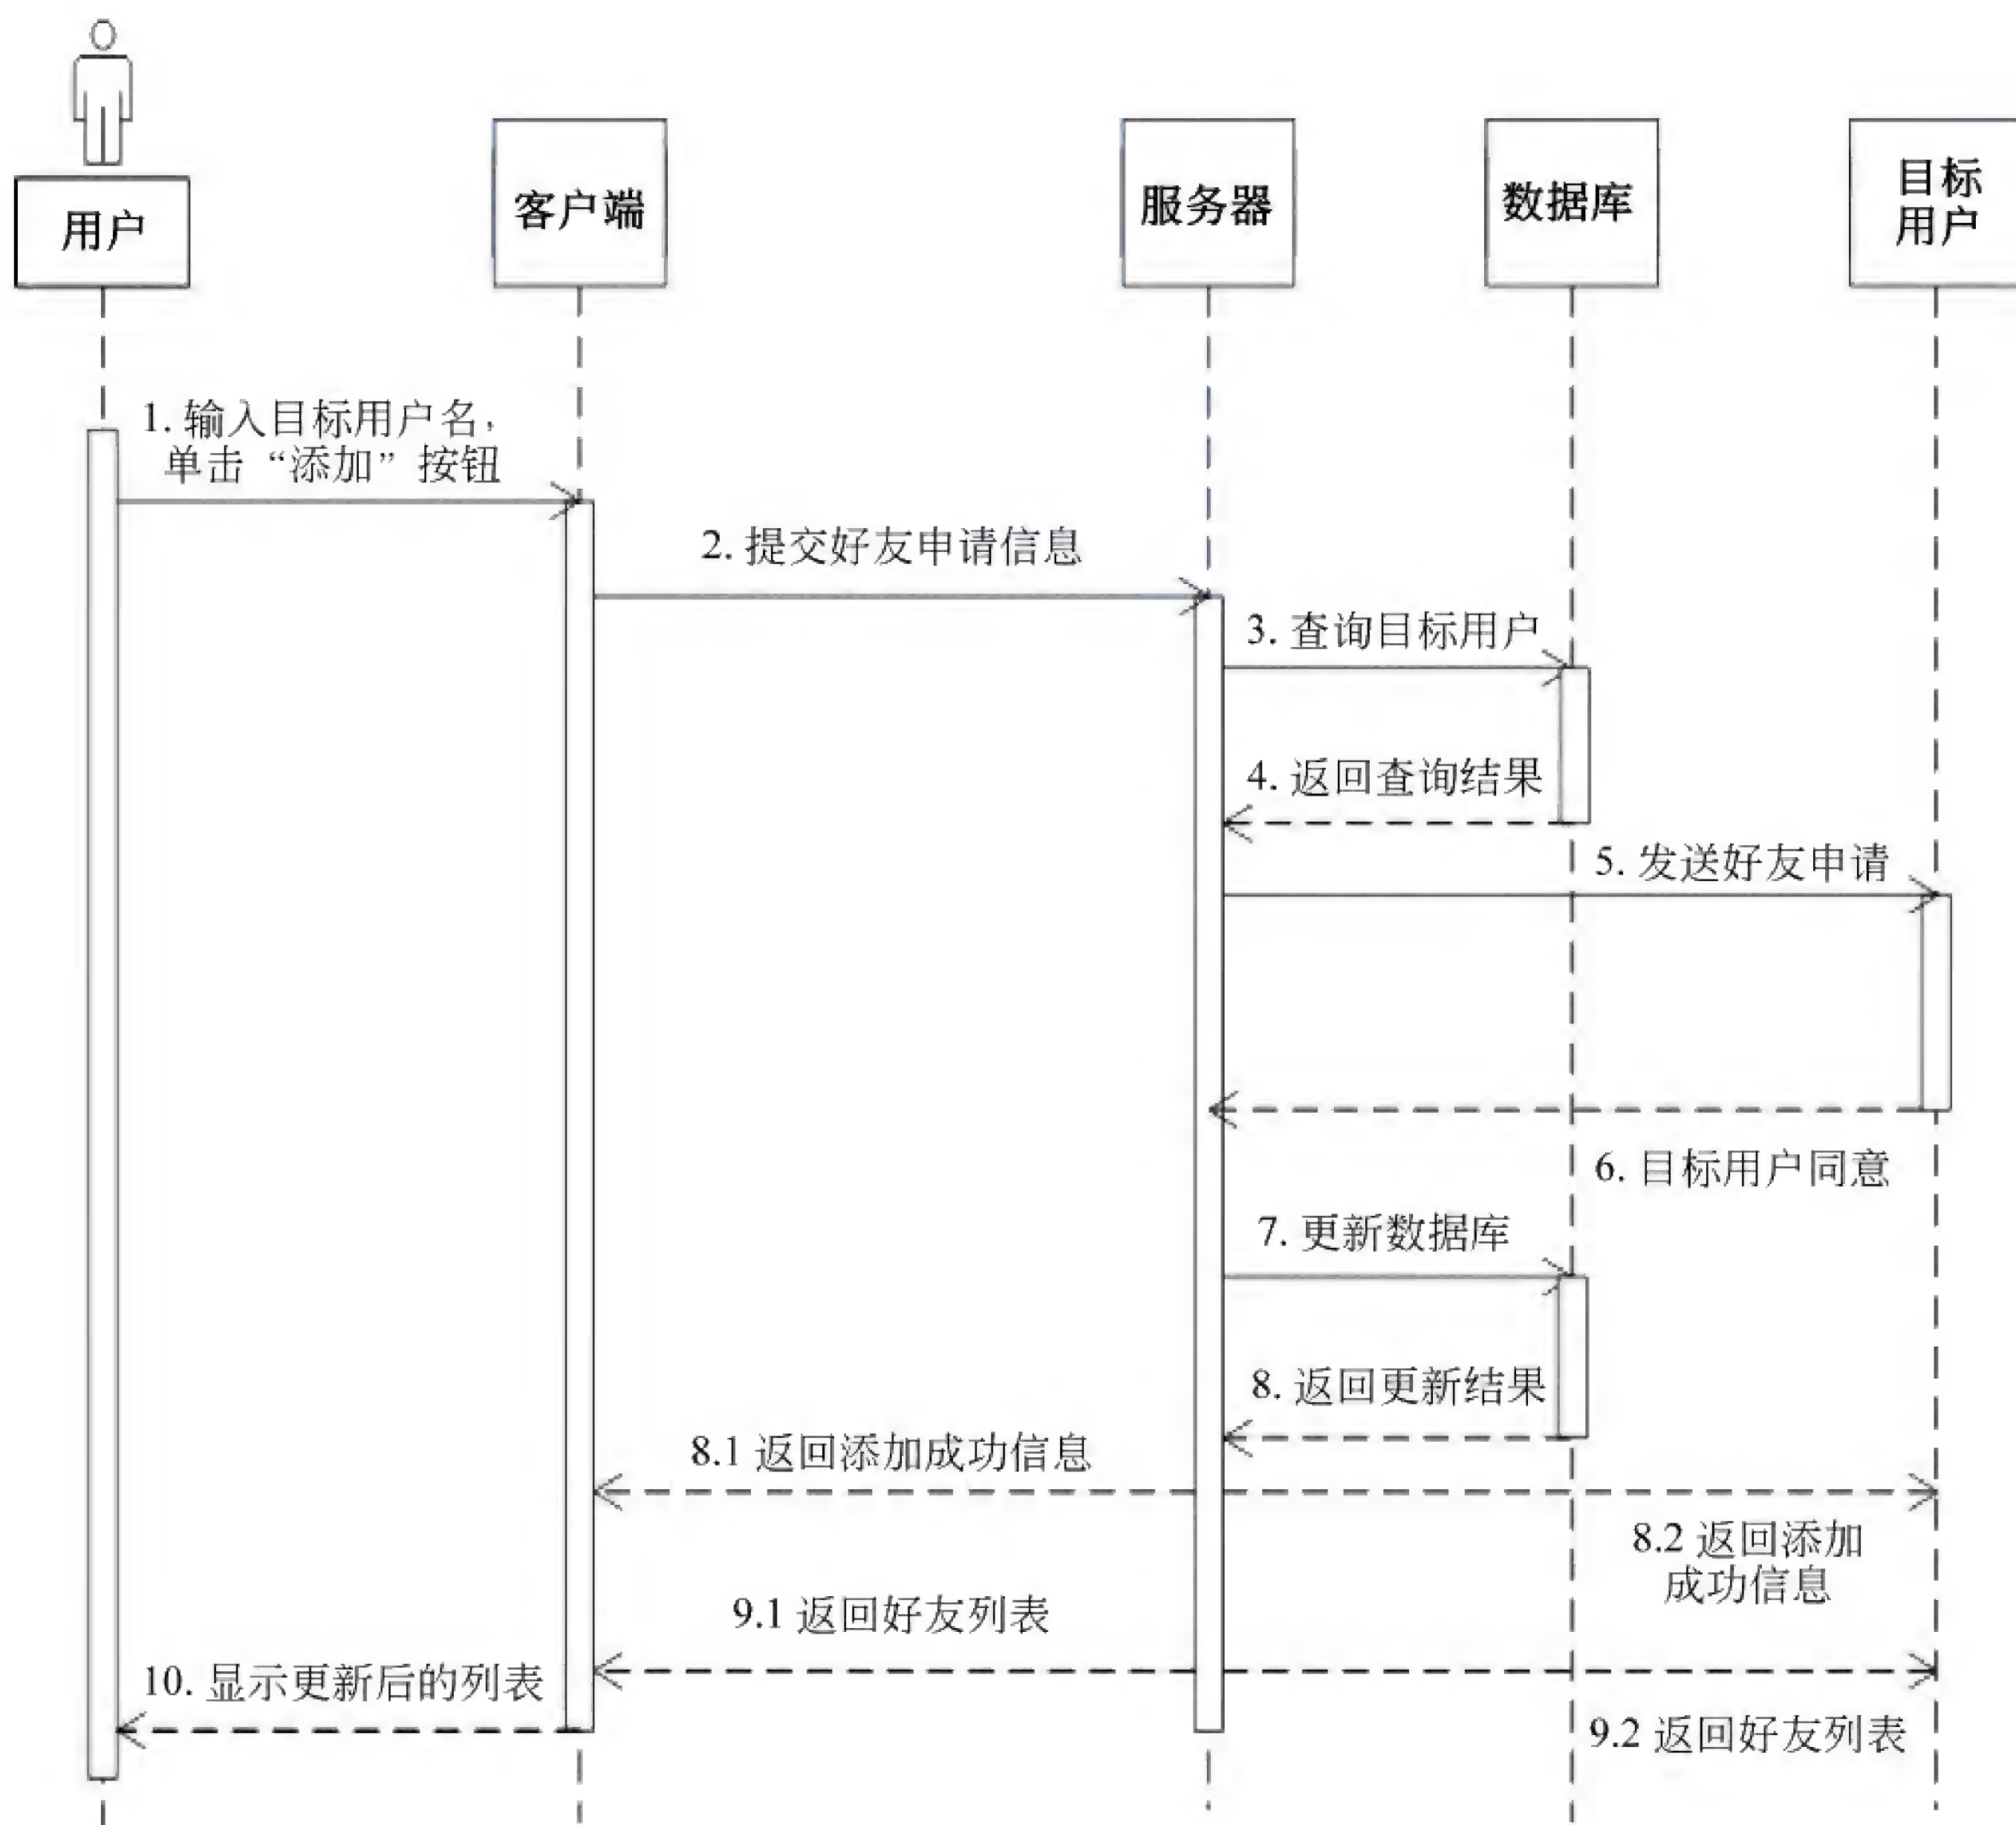 用户
客户端
服务器
数据库
目标
用户
1. 输入目标用户名，
单击“添加”按钮
2. 提交好友申请信息
3. 查询目标用户
4. 返回查询结果
5. 发送好友申请
6. 目标用户同意
7. 更新数据库
8. 返回更新结果
8.1 返回添加成功信息
8.2 返回添加
成功信息
9.1 返回好友列表
10. 显示更新后的列表
9.2 返回好友列表